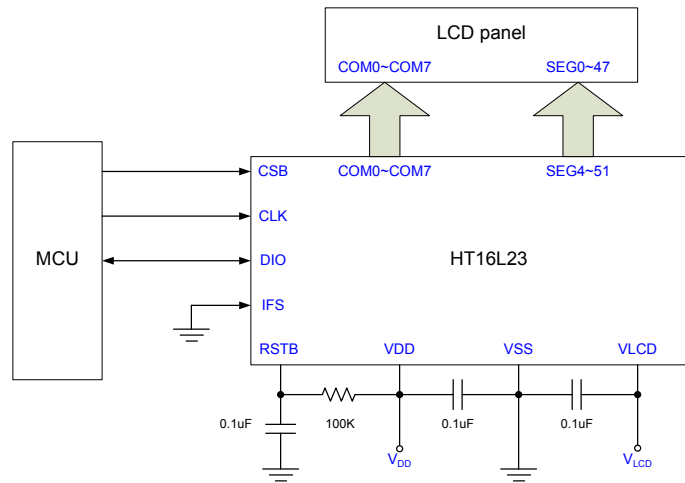 LCD panel
COM0~COM7 SEG0~47
CSB COM0~COM7 SEG4~51
CLK
MCU DIO HT16L23
IFS
RSTB VDD VSS VLCD
0.1uF 100K 0.1uF 0.1uF
VDD VLCD